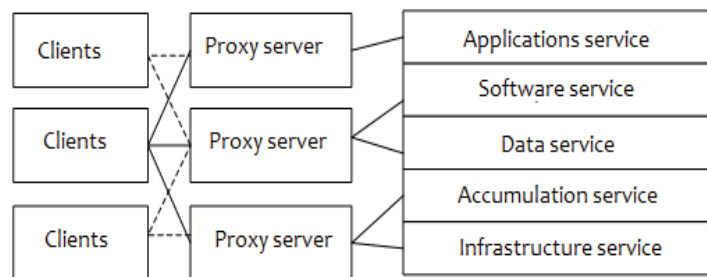 Clients
Proxy server
Applications service
Software service
Clients
Proxy server
Data service
Accumulation service
Clients
Proxy server
Infrastructure service